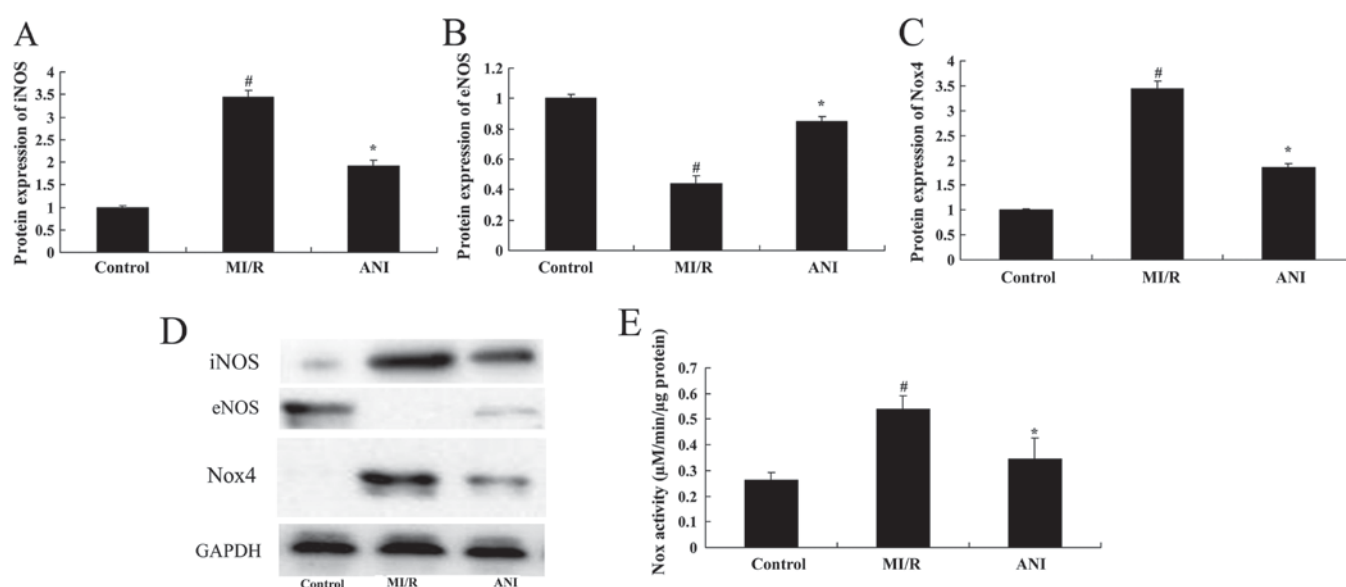 A
Protein expression of iNOS
4
3.5
3
2.5
2
1.5
1
0.5
0
#
*
Control MI/R ANI
B
Protein expression of eNOS
1.2
1
0.8
0.6
0.4
0.2
0
#
*
Control MI/R ANI
C
Protein expression of Nox4
4
3.5
3
2.5
2
1.5
1
0.5
0
#
*
Control MI/R ANI
D
iNOS
eNOS
Nox4
GAPDH
Control MI/R ANI
E
Nox activity (μM/min/μg protein)
0.7
0.6
0.5
0.4
0.3
0.2
0.1
0
#
*
Control MI/R ANI